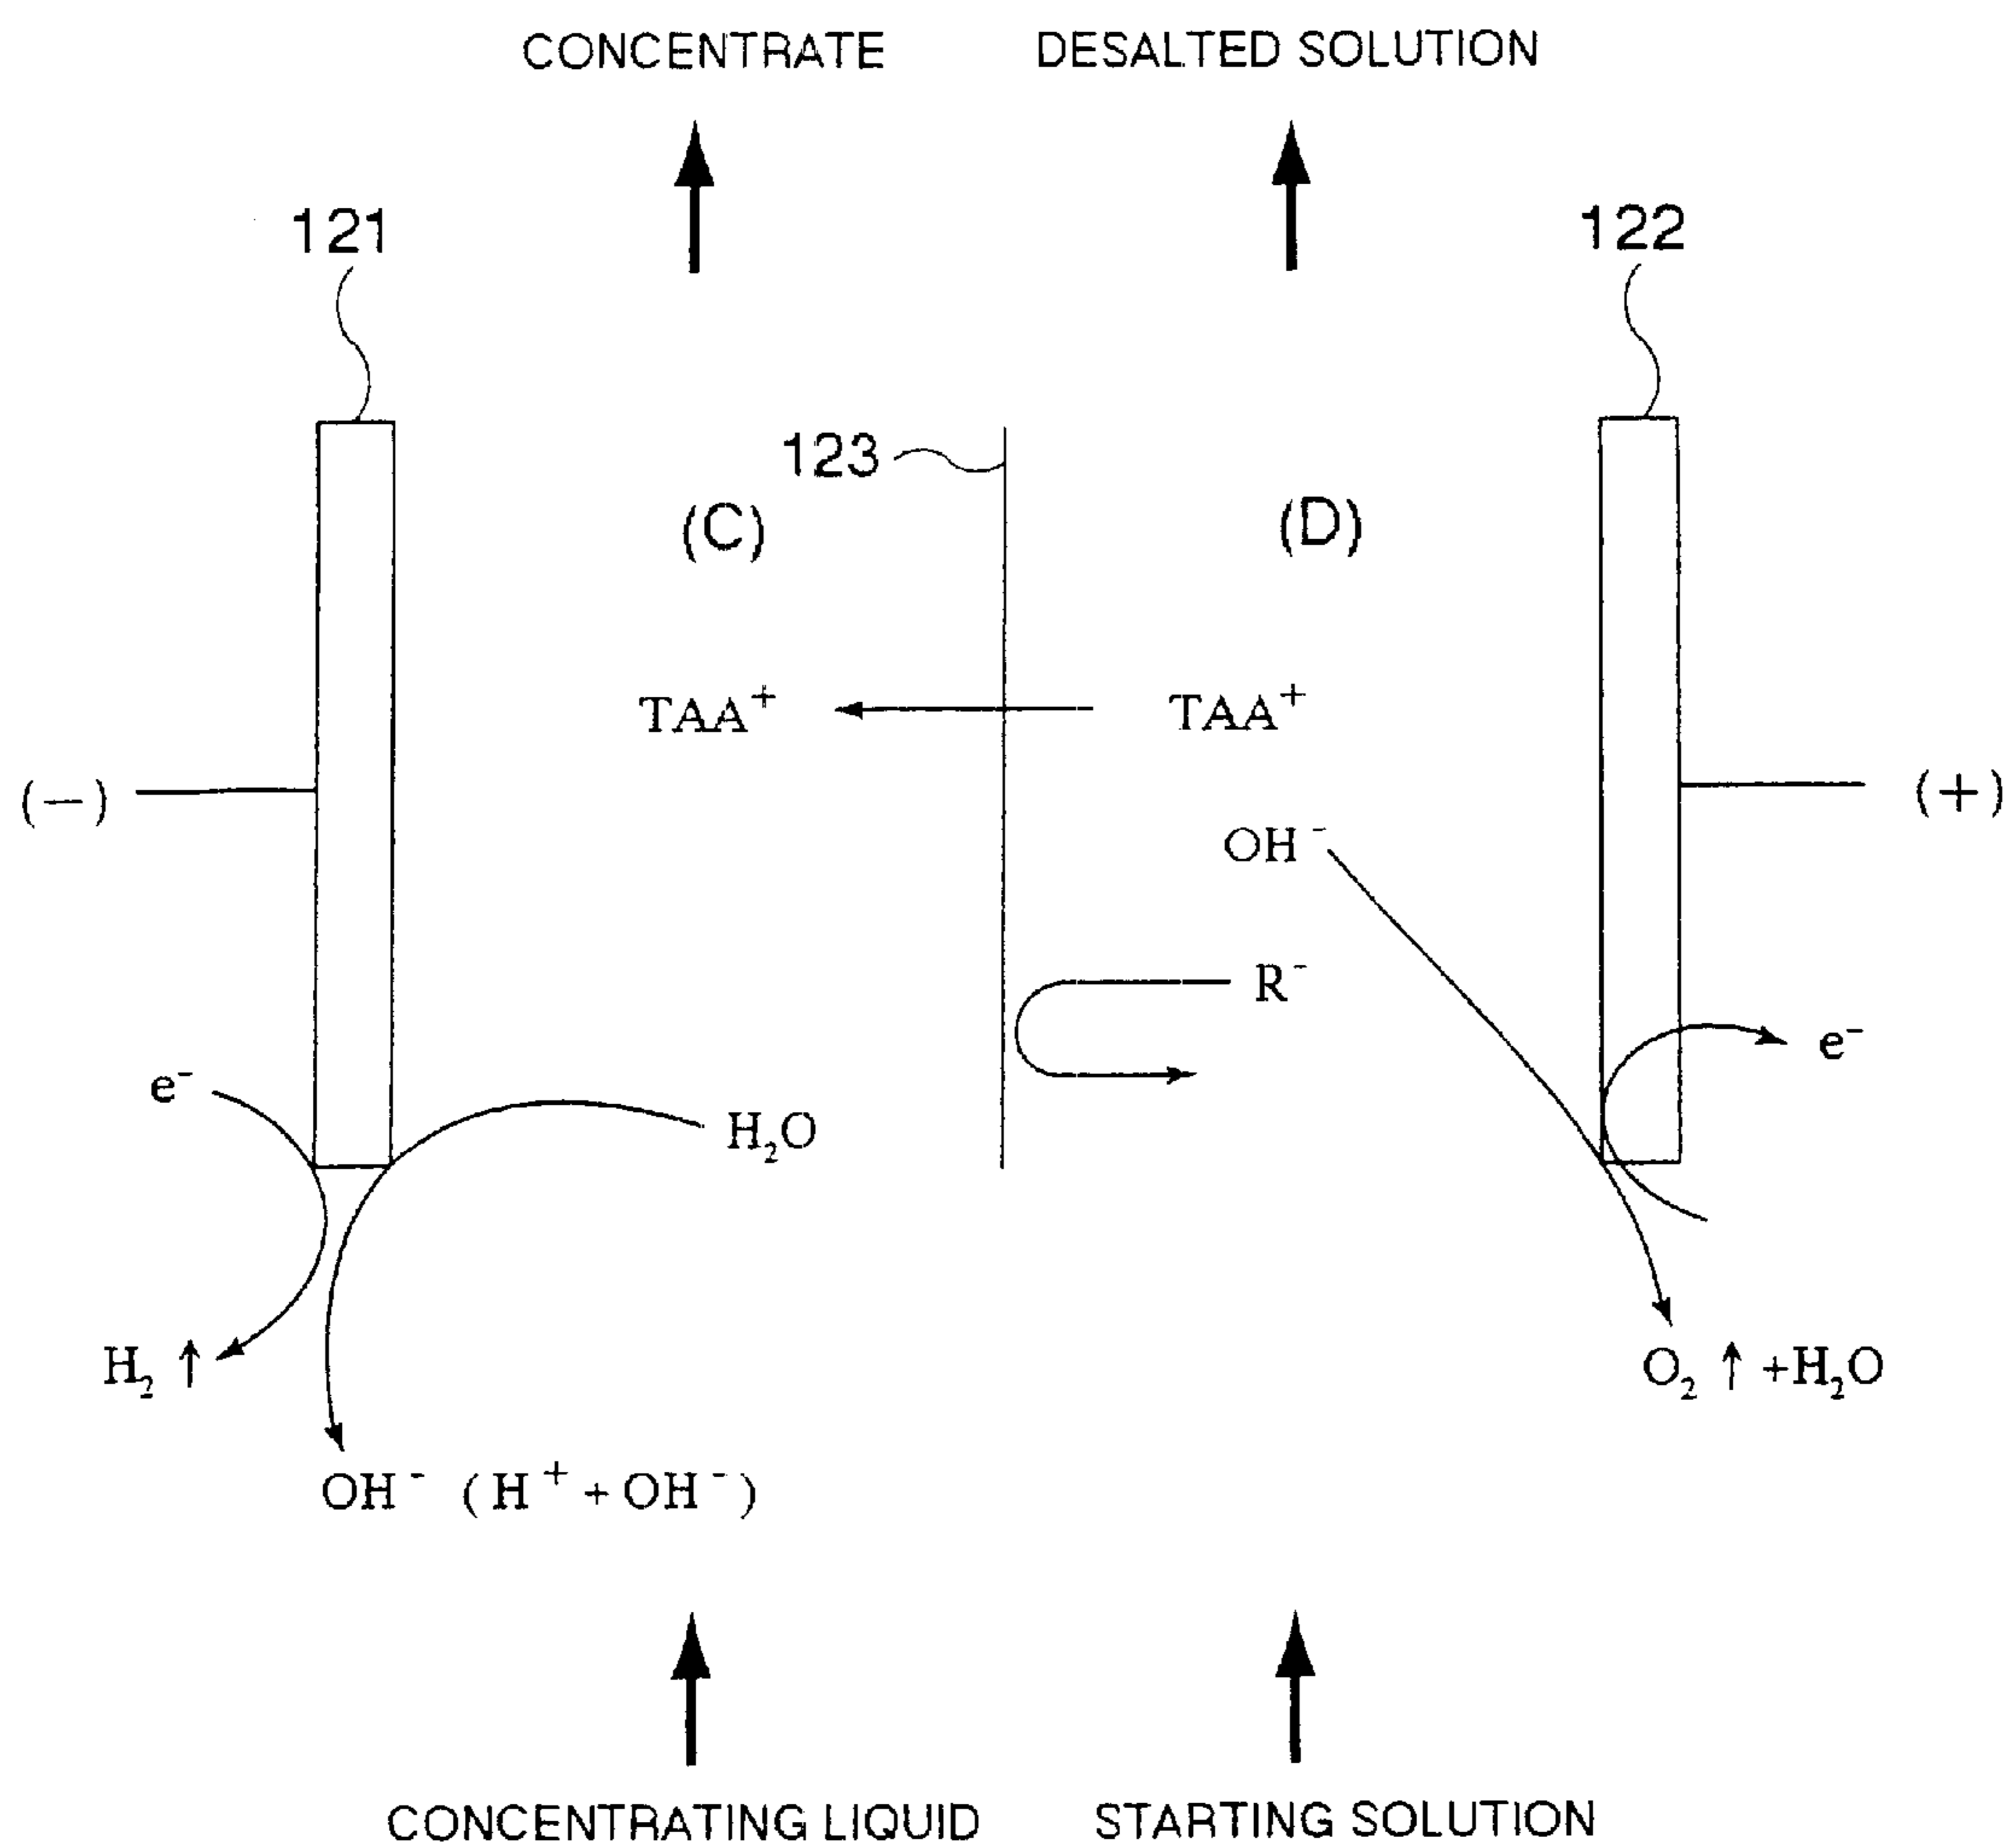 CONCENTRATE DESALTED SOLUTION
121 122
123
(C) (D)
TAA⁺ TAA⁺
(−) (+)
OH⁻
R⁻
e⁻
e⁻ H₂O
H₂ ↑ O₂ ↑ +H₂O
OH⁻ (H⁺ + OH⁻)
CONCENTRATING LIQUID STARTING SOLUTION